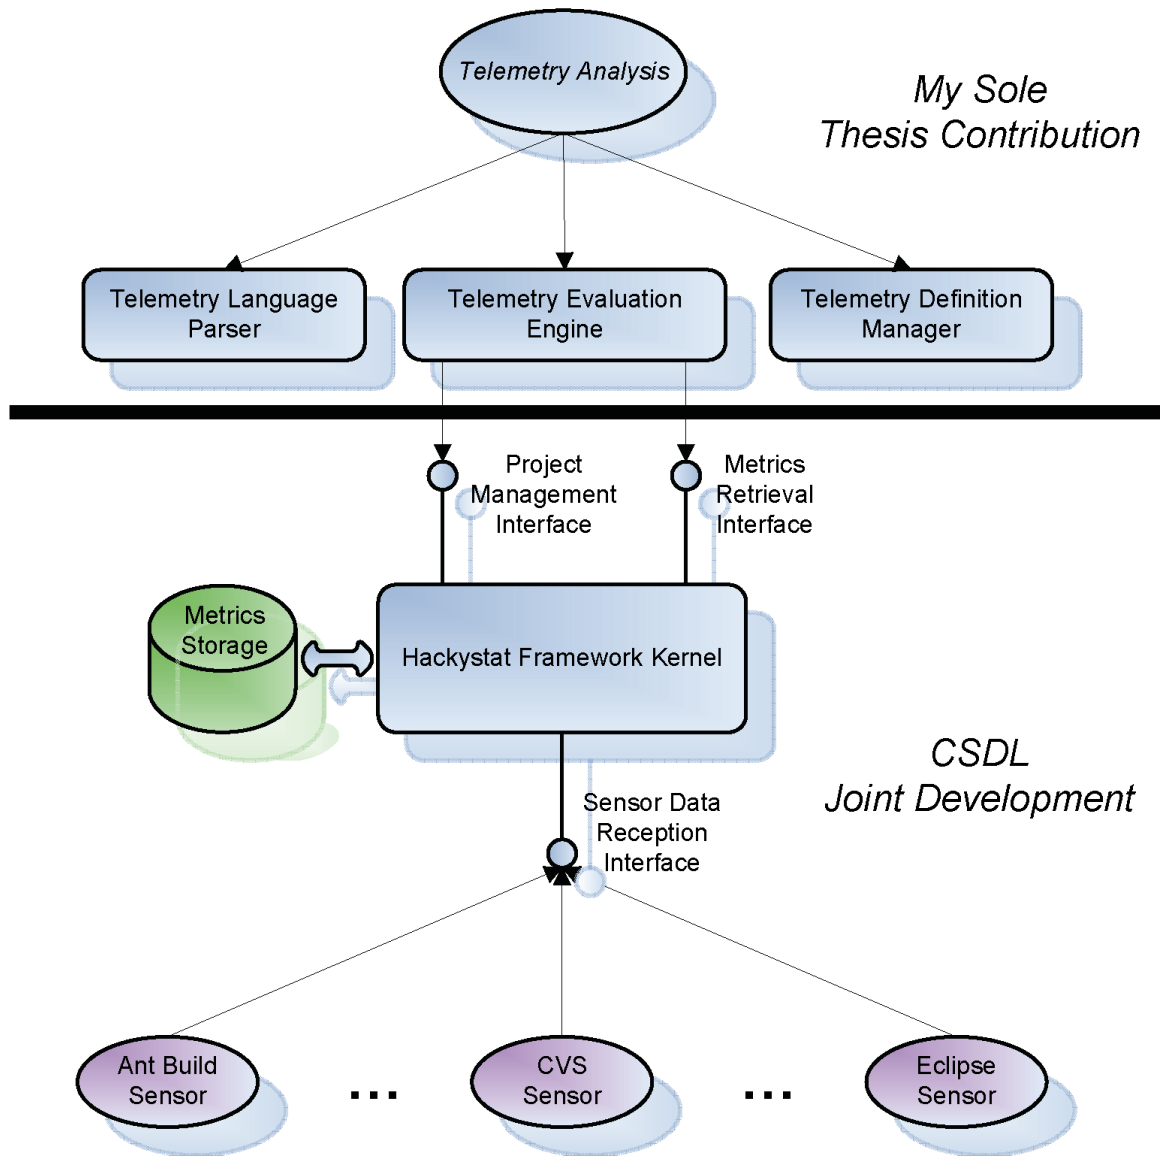 Telemetry Analysis
My Sole
Thesis Contribution
Telemetry Language
Parser
Telemetry Evaluation
Engine
Telemetry Definition
Manager
Project
Management
Interface
Metrics
Retrieval
Interface
Metrics
Storage
Hackystat Framework Kernel
CSDL
Joint Development
Sensor Data
Reception
Interface
Ant Build
Sensor
...
CVS
Sensor
...
Eclipse
Sensor